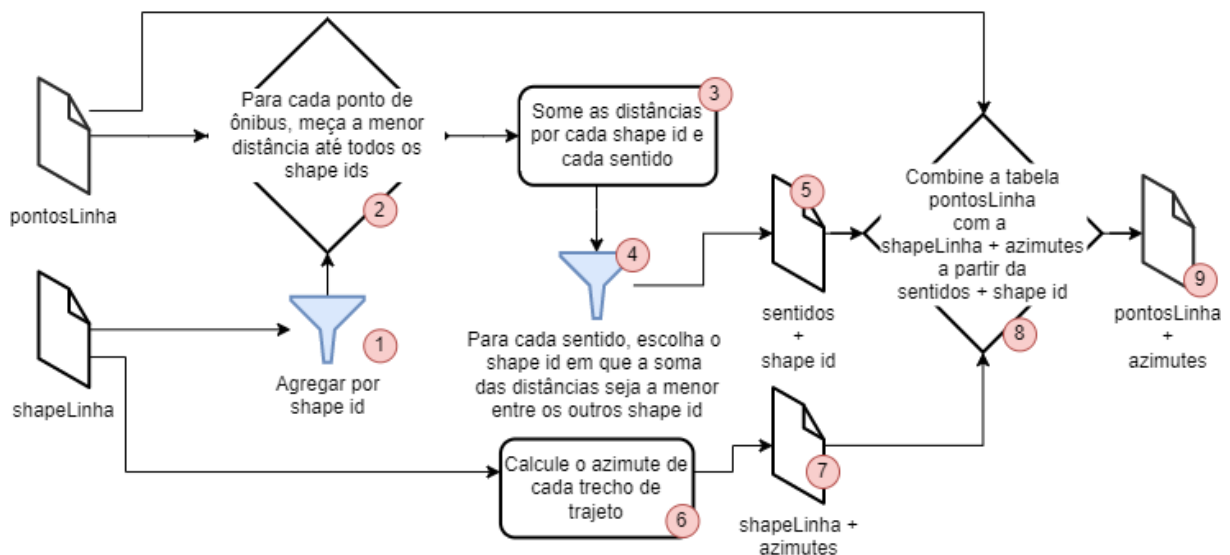 pontosLinha
shapeLinha
Para cada ponto de
ônibus, meça a menor
distância até todos os
shape ids
2
1
Agregar por
shape id
Some as distâncias
por cada shape id e
cada sentido
3
4
Para cada sentido, escolha o
shape id em que a soma
das distâncias seja a menor
entre os outros shape id
5
sentidos
+
shape id
Calcule o azimute de
cada trecho de
trajeto
6
7
shapeLinha +
azimutes
Combine a tabela
pontosLinha
com a
shapeLinha + azimutes
a partir da
sentidos + shape id
8
9
pontosLinha
+
azimutes